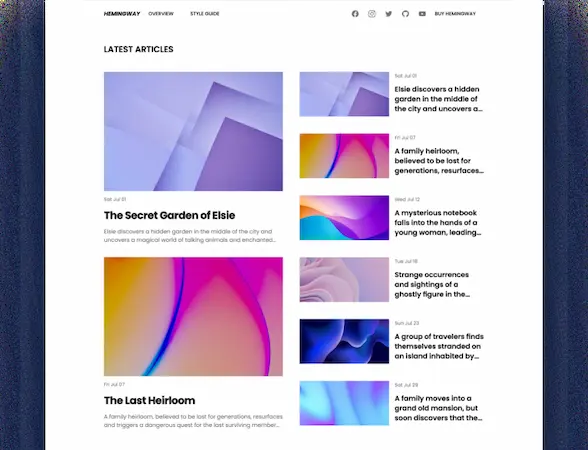 HEMINGWAY OVERVIEW STYLE GUIDE BUY HEMINGWAY
LATEST ARTICLES
Sat Jul 01
The Secret Garden of Elsie
Elsie discovers a hidden garden in the middle of the city and
uncovers a magical world of talking animals and enchanted...
Fri Jul 07
The Last Heirloom
A family heirloom, believed to be lost for generations, resurfaces
and triggers a dangerous quest for the last surviving member...
Sat Jul 01
Elsie discovers a hidden
garden in the middle of
the city and uncovers a...
Fri Jul 07
A family heirloom,
believed to be lost for
generations, resurfaces...
Wed Jul 12
A mysterious notebook
falls into the hands of a
young woman, leading...
Tue Jul 18
Strange occurrences
and sightings of a
ghostly figure in the...
Sun Jul 23
A group of travelers finds
themselves stranded on
an island inhabited by...
Sat Jul 29
A family moves into a
grand old mansion, but
soon discovers that the...